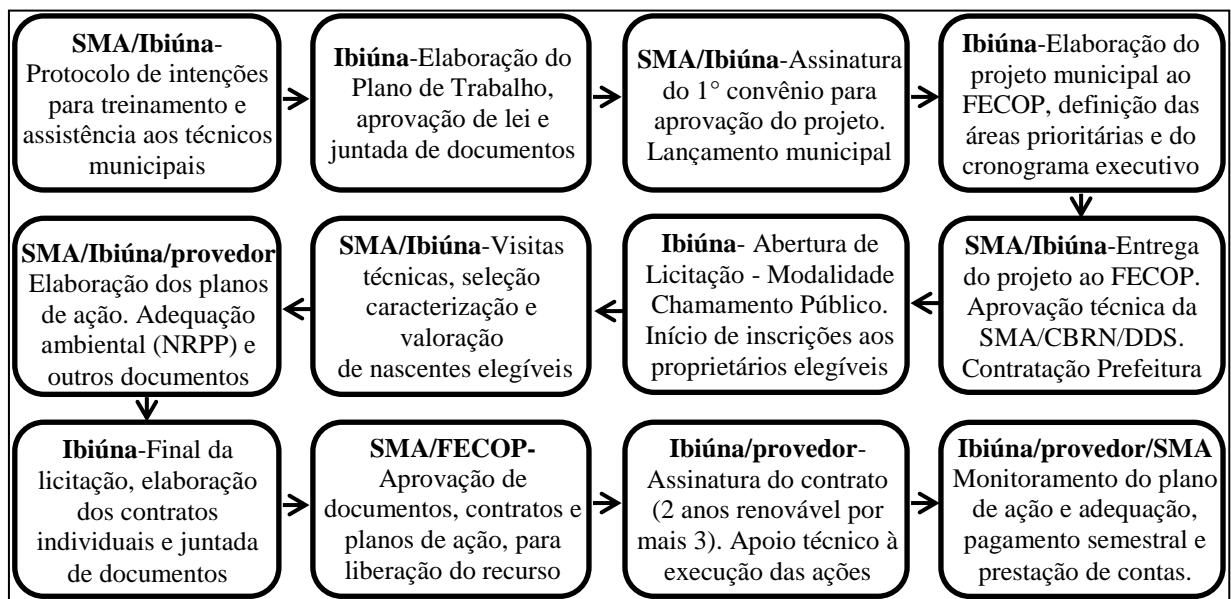 SMA/Ibiúna-
Protocolo de intenções
para treinamento e
assistência aos técnicos
municipais
Ibiúna-Elaboração do
Plano de Trabalho,
aprovação de lei e
juntada de documentos
SMA/Ibiúna-Assinatura
do 1° convênio para
aprovação do projeto.
Lançamento municipal
Ibiúna-Elaboração do
projeto municipal ao
FECOP, definição das
áreas prioritárias e do
cronograma executivo
SMA/Ibiúna-Entrega
do projeto ao FECOP.
Aprovação técnica da
SMA/CBRN/DDS.
Contratação Prefeitura
Ibiúna- Abertura de
Licitação - Modalidade
Chamamento Público.
Início de inscrições aos
proprietários elegíveis
SMA/Ibiúna-Visitas
técnicas, seleção
caracterização e
valoração
de nascentes elegíveis
SMA/Ibiúna/provedor
Elaboração dos planos
de ação. Adequação
ambiental (NRPP) e
outros documentos
Ibiúna-Final da
licitação, elaboração
dos contratos
individuais e juntada
de documentos
SMA/FECOP-
Aprovação de
documentos, contratos e
planos de ação, para
liberação do recurso
Ibiúna/provedor-
Assinatura do contrato
(2 anos renovável por
mais 3). Apoio técnico à
execução das ações
Ibiúna/provedor/SMA
Monitoramento do plano
de ação e adequação,
pagamento semestral e
prestação de contas.